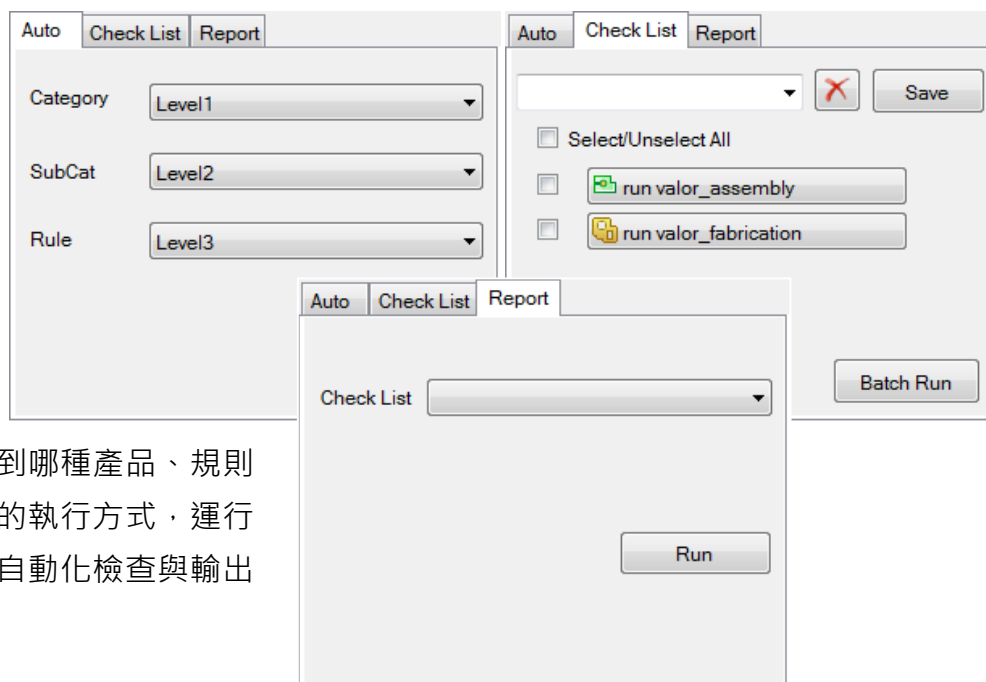 Auto Check List Report
Category Level1
SubCat Level2
Rule Level3
Auto Check List Report
Save
Select/Unselect All
run valor_assembly
run valor_fabrication
Batch Run
Auto Check List Report
Check List
Run
到哪種產品、規則
的執行方式，運行
自動化檢查與輸出